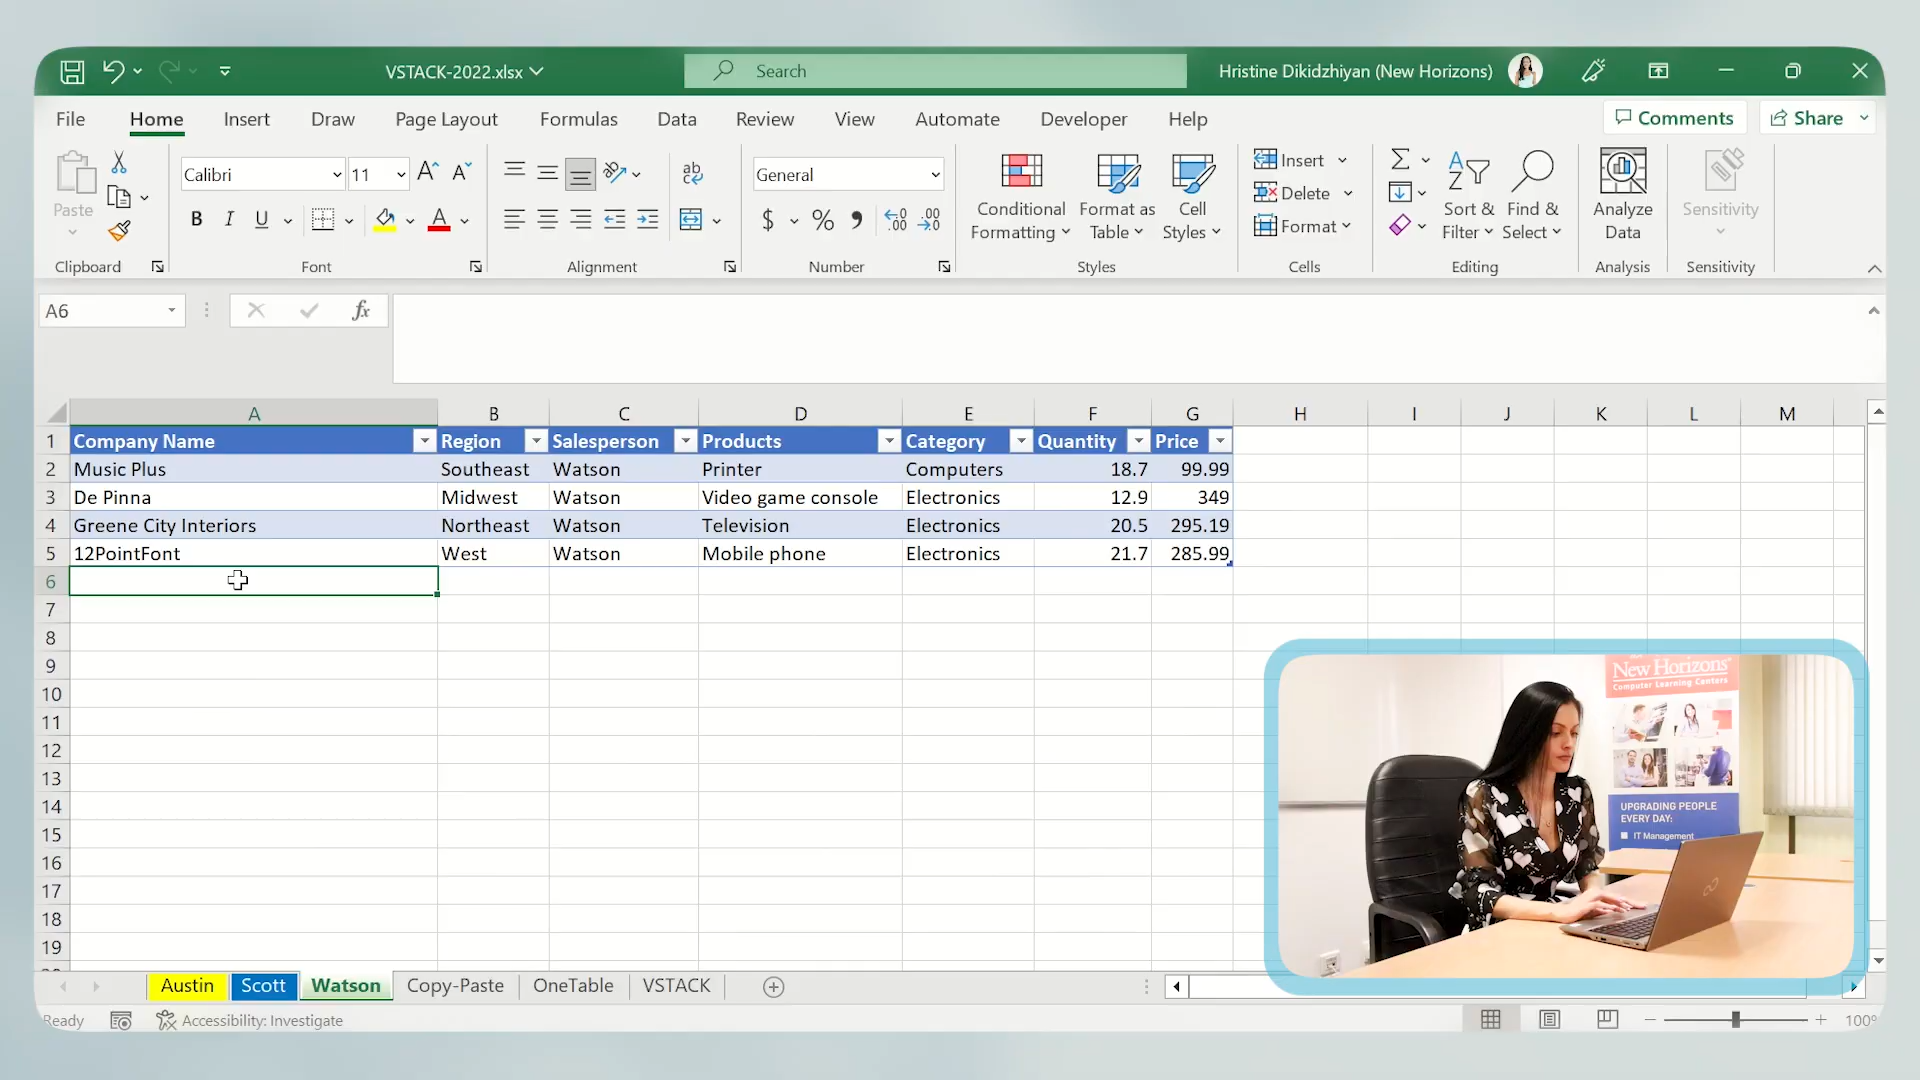 VSTACK-2022.xlsx
Search
Hristine Dikidzhiyan (New Horizons)
File Home Insert Draw Page Layout Formulas Data Review View Automate Developer Help
Comments Share
Paste
Calibri 11
General
Conditional Formatting
Format as Table
Cell Styles
Insert
Delete
Format
Sort & Filter
Find & Select
Analyze Data
Sensitivity
Clipboard Font Alignment Number Styles Cells Editing Analysis Sensitivity
A6 fx
A B C D E F G H I J K L M
1 Company Name Region Salesperson Products Category Quantity Price
2 Music Plus Southeast Watson Printer Computers 18.7 99.99
3 De Pinna Midwest Watson Video game console Electronics 12.9 349
4 Greene City Interiors Northeast Watson Television Electronics 20.5 295.19
5 12PointFont West Watson Mobile phone Electronics 21.7 285.99
6
7
8
9
10
11
12
13
14
15
16
17
18
19
New Horizons
Computer Learning Centers
UPGRADING PEOPLE
EVERY DAY:
IT Management
Austin Scott Watson Copy-Paste OneTable VSTACK
Ready Accessibility: Investigate 100%